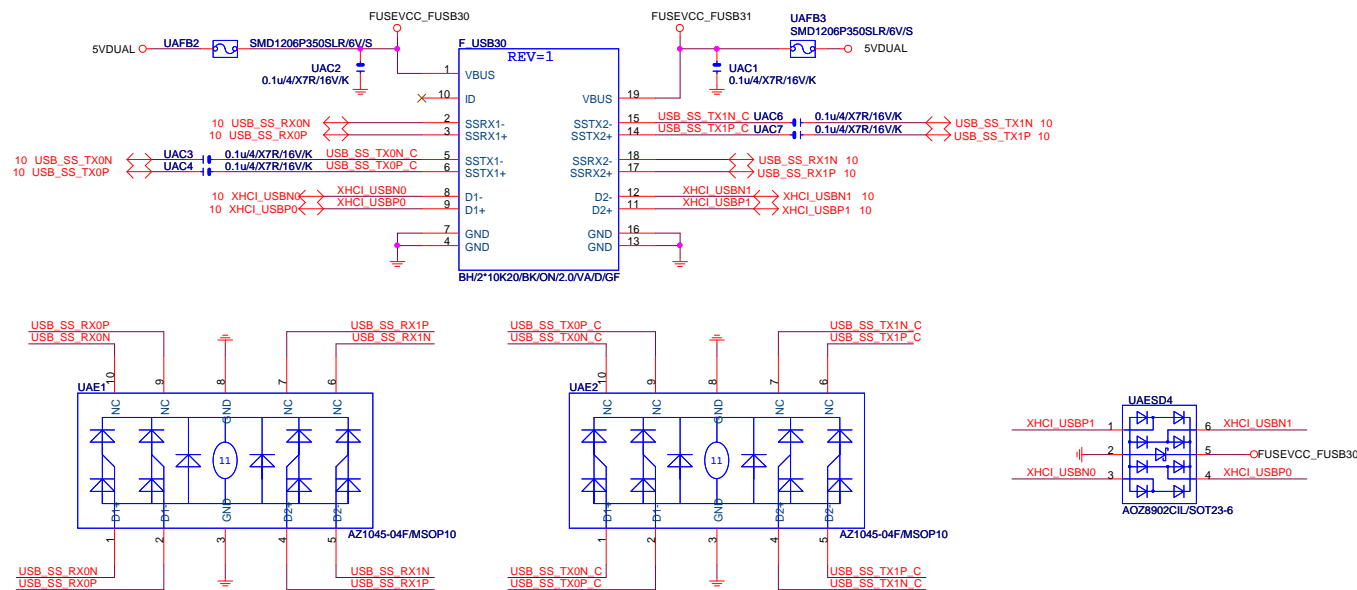 FUSEVCC_FUSB30
FUSEVCC_FUSB31
UAFB3
SMD1206P350SLR/6V/S
5VDUAL
UAFB2
SMD1206P350SLR/6V/S
F_USB30
REV=1
5VDUAL
UAC2
0.1u/4/X7R/16V/K
UAC1
0.1u/4/X7R/16V/K
1
VBUS
10
ID
VBUS
19
10 USB_SS_RX0N
2
SSRX1-
SSTX2-
15
USB_SS_TX1N_C
UAC6
0.1u/4/X7R/16V/K
USB_SS_TX1N 10
10 USB_SS_RX0P
3
SSRX1+
SSTX2+
14
USB_SS_TX1P_C
UAC7
0.1u/4/X7R/16V/K
USB_SS_TX1P 10
10 USB_SS_TX0N
UAC3
0.1u/4/X7R/16V/K
USB_SS_TX0N_C
5
SSTX1-
SSRX2-
18
USB_SS_RX1N 10
10 USB_SS_TX0P
UAC4
0.1u/4/X7R/16V/K
USB_SS_TX0P_C
6
SSTX1+
SSRX2+
17
USB_SS_RX1P 10
10 XHCI_USBN0
XHCI_USBN0
8
D1-
D2-
12
XHCI_USBN1
XHCI_USBN1 10
10 XHCI_USBP0
XHCI_USBP0
9
D1+
D2+
11
XHCI_USBP1
XHCI_USBP1 10
7
GND
GND
16
4
GND
GND
13
BH/2*10K20/BK/ON/2.0/VA/D/GF
USB_SS_RX0P
USB_SS_RX0N
USB_SS_RX1P
USB_SS_RX1N
UAE1
10
9
8
7
6
NC
NC
GND
NC
NC
11
D1+
D1-
GND
D2+
D2-
AZ1045-04F/MSOP10
1
2
3
4
5
USB_SS_RX0N
USB_SS_RX0P
USB_SS_RX1N
USB_SS_RX1P
USB_SS_TX0P_C
USB_SS_TX0N_C
USB_SS_TX1N_C
USB_SS_TX1P_C
UAE2
10
9
8
7
6
NC
NC
GND
NC
NC
11
D1+
D1-
GND
D2+
D2-
AZ1045-04F/MSOP10
1
2
3
4
5
USB_SS_TX0N_C
USB_SS_TX0P_C
USB_SS_TX1P_C
USB_SS_TX1N_C
UAESD4
XHCI_USBP1
1
6
XHCI_USBN1
2
5
FUSEVCC_FUSB30
XHCI_USBN0
3
4
XHCI_USBP0
AOZ8902CIL/SOT23-6